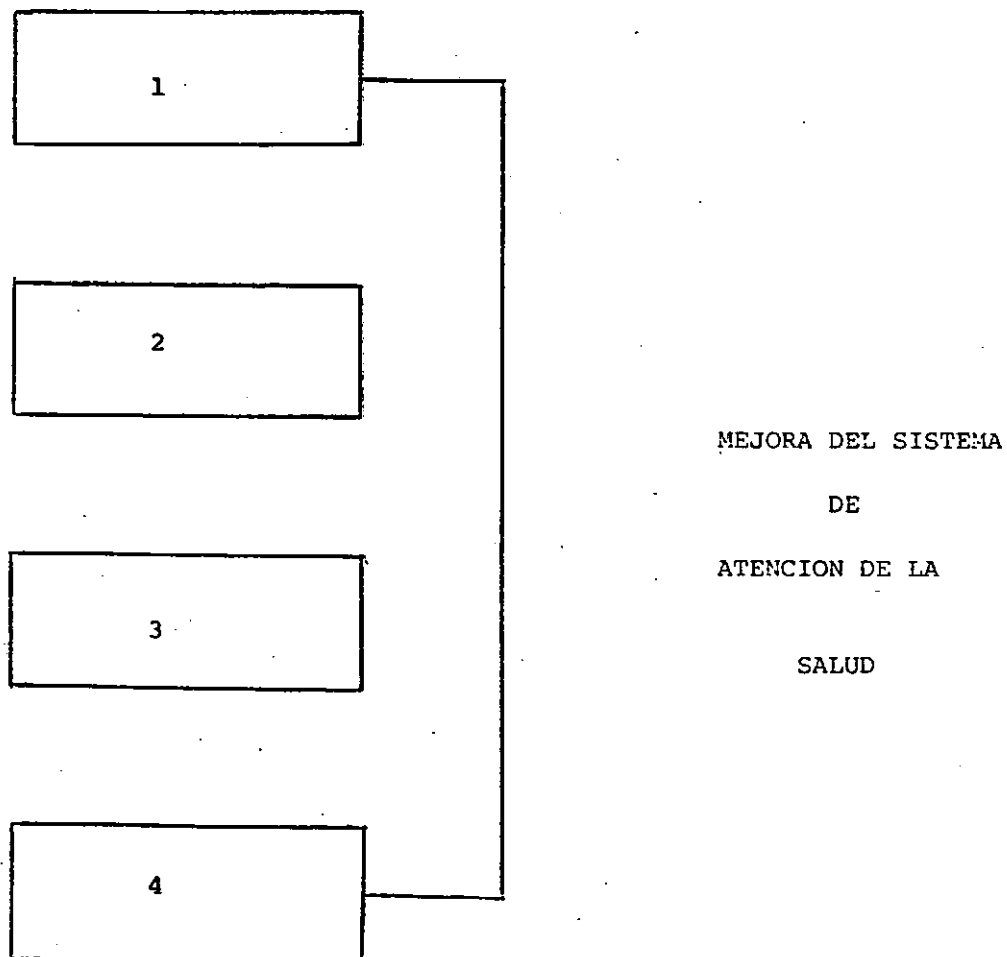 1
2
MEJORA DEL SISTEMA
DE
ATENCION DE LA
3
SALUD
4